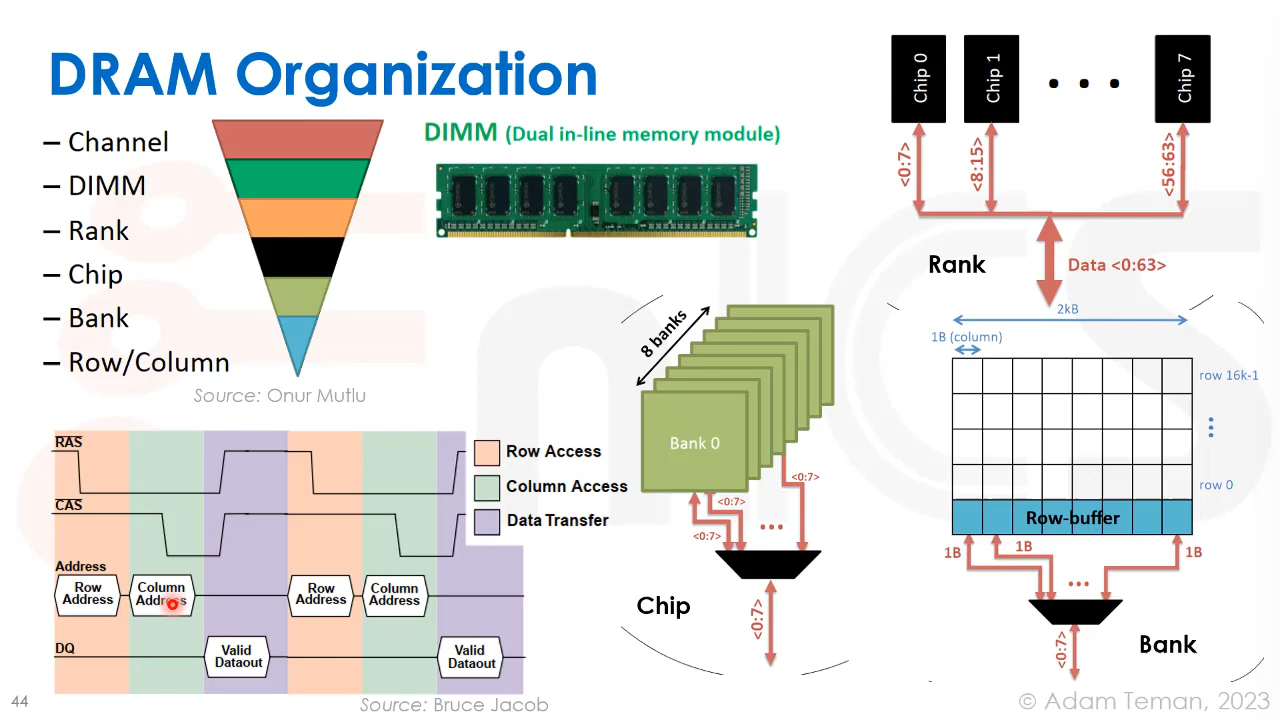 DRAM Organization
– Channel
– DIMM
– Rank
– Chip
– Bank
– Row/Column
Source: Onur Mutlu
DIMM (Dual in-line memory module)
Chip 0
Chip 1
• • •
Chip 7
<0:7>
<8:15>
<56:63>
Rank
Data <0:63>
RAS
CAS
Address
Row
Address
Column
Address
Row
Address
Column
Address
DQ
Valid
Dataout
Valid
Dataout
Row Access
Column Access
Data Transfer
Source: Bruce Jacob
8 banks
Bank 0
<0:7>
<0:7>
<0:7>
...
Chip
<0:7>
2kB
1B (column)
row 16k-1
...
row 0
Row-buffer
1B
1B
1B
...
<0:7>
Bank
44
© Adam Teman, 2023